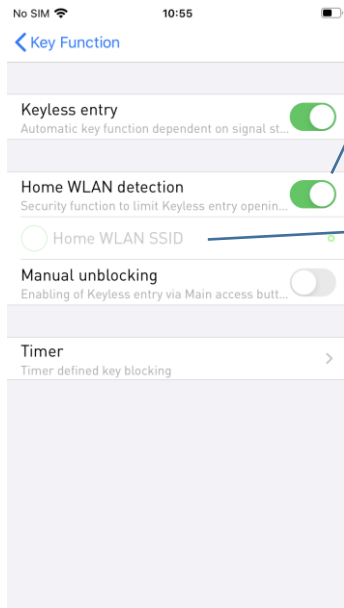 No SIM 10:55
Key Function
Keyless entry
Automatic key function dependent on signal st...
Home WLAN detection
Security function to limit Keyless entry openin...
Home WLAN SSID
Manual unblocking
Enabling of Keyless entry via Main access butt...
Timer
Timer defined key blocking